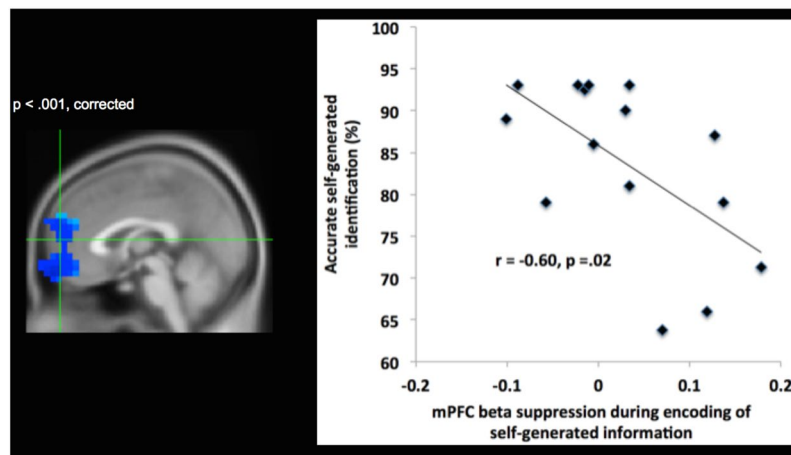 p < .001, corrected
Accurate self-generated
identification (%)
100
95
90
85
80
75
70
65
60
r = -0.60, p =.02
-0.2
-0.1
0
0.1
0.2
mPFC beta suppression during encoding of
self-generated information